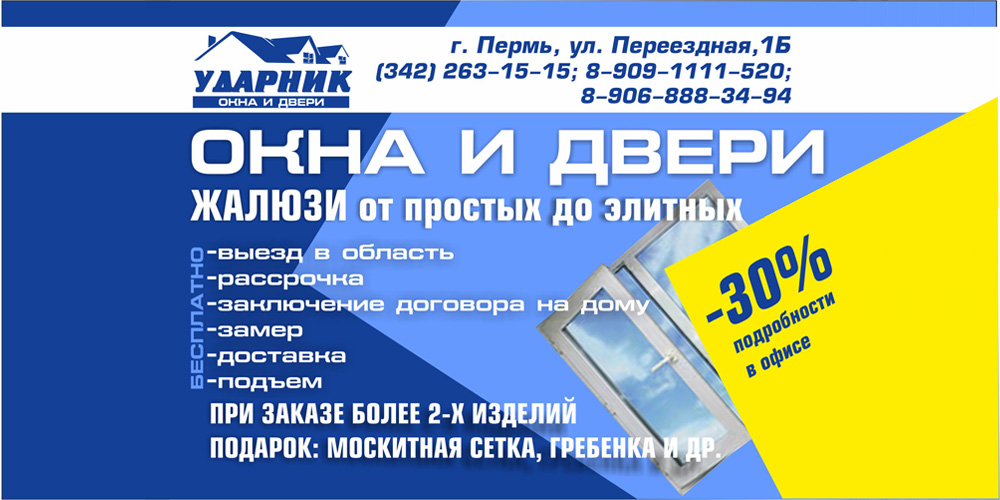 УДАРНИК
ОКНА И ДВЕРИ
г. Пермь, ул. Переездная,1Б
(342) 263-15-15; 8-909-1111-520;
8-906-888-34-94
ОКНА И ДВЕРИ
ЖАЛЮЗИ от простых до элитных
БЕСПЛАТНО
-выезд в область
-рассрочка
-заключение договора на дому
-замер
-доставка
-подъем
-30%
подробности
в офисе
ПРИ ЗАКАЗЕ БОЛЕЕ 2-Х ИЗДЕЛИЙ
ПОДАРОК: МОСКИТНАЯ СЕТКА, ГРЕБЕНКА И ДР.